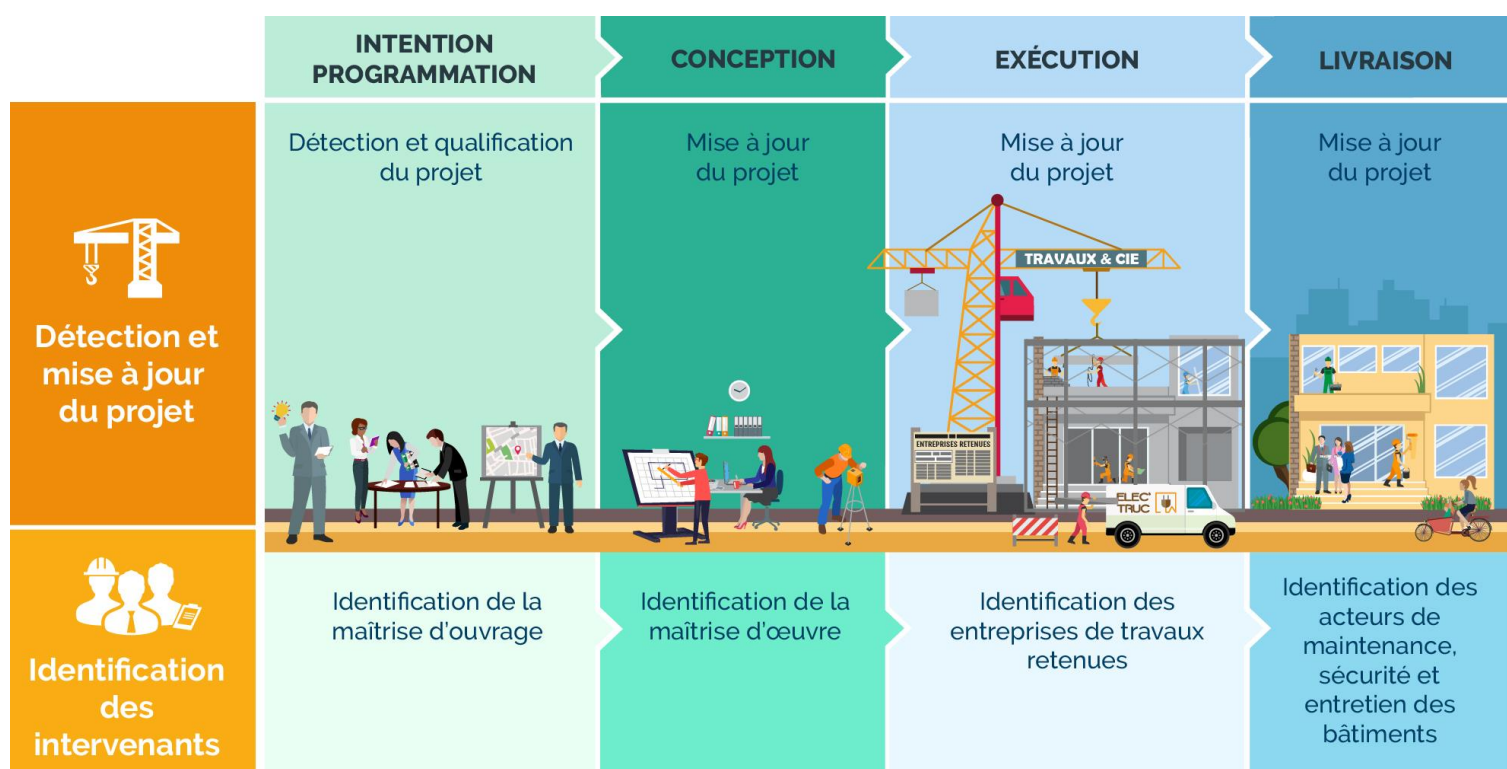 INTENTION
PROGRAMMATION
CONCEPTION
EXÉCUTION
LIVRAISON
Détection et
mise à jour
du projet
Détection et qualification
du projet
Mise à jour
du projet
Mise à jour
du projet
Mise à jour
du projet
TRAVAUX & CIE
ENTREPRISES RETENUES
ELEC'
TRUC
Identification
des
intervenants
Identification de la
maîtrise d'ouvrage
Identification de la
maîtrise d'œuvre
Identification des
entreprises de travaux
retenues
Identification des
acteurs de
maintenance,
sécurité et
entretien des
bâtiments